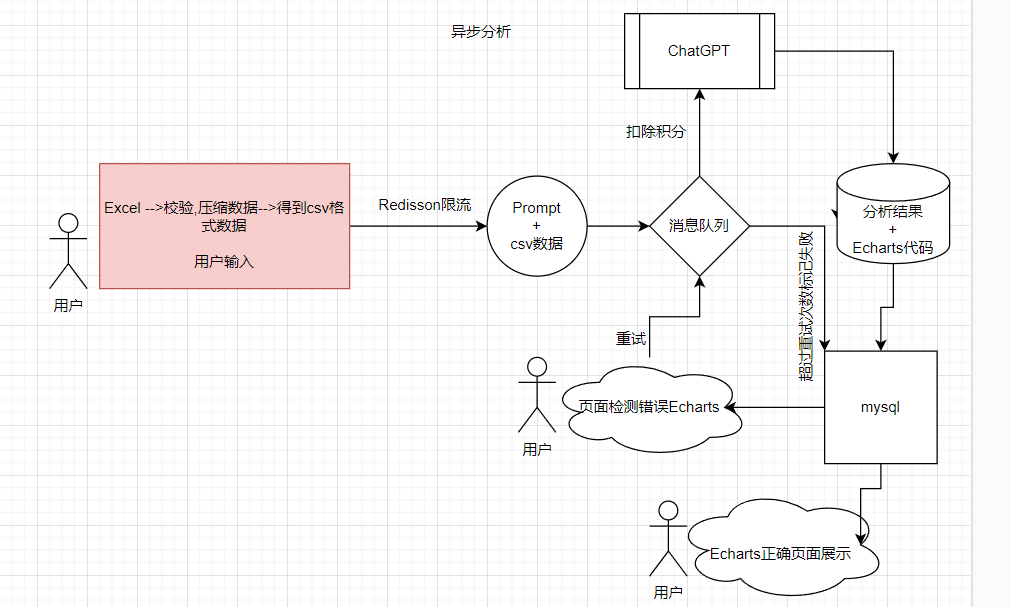 异步分析
ChatGPT
扣除积分
Excel -->校验,压缩数据-->得到csv格
式数据
用户输入
用户
Redisson限流
Prompt
+
csv数据
消息队列
分析结果
+
Echarts代码
超过重试次数标记失败
重试
用户
页面检测错误Echarts
mysql
用户
Echarts正确页面展示